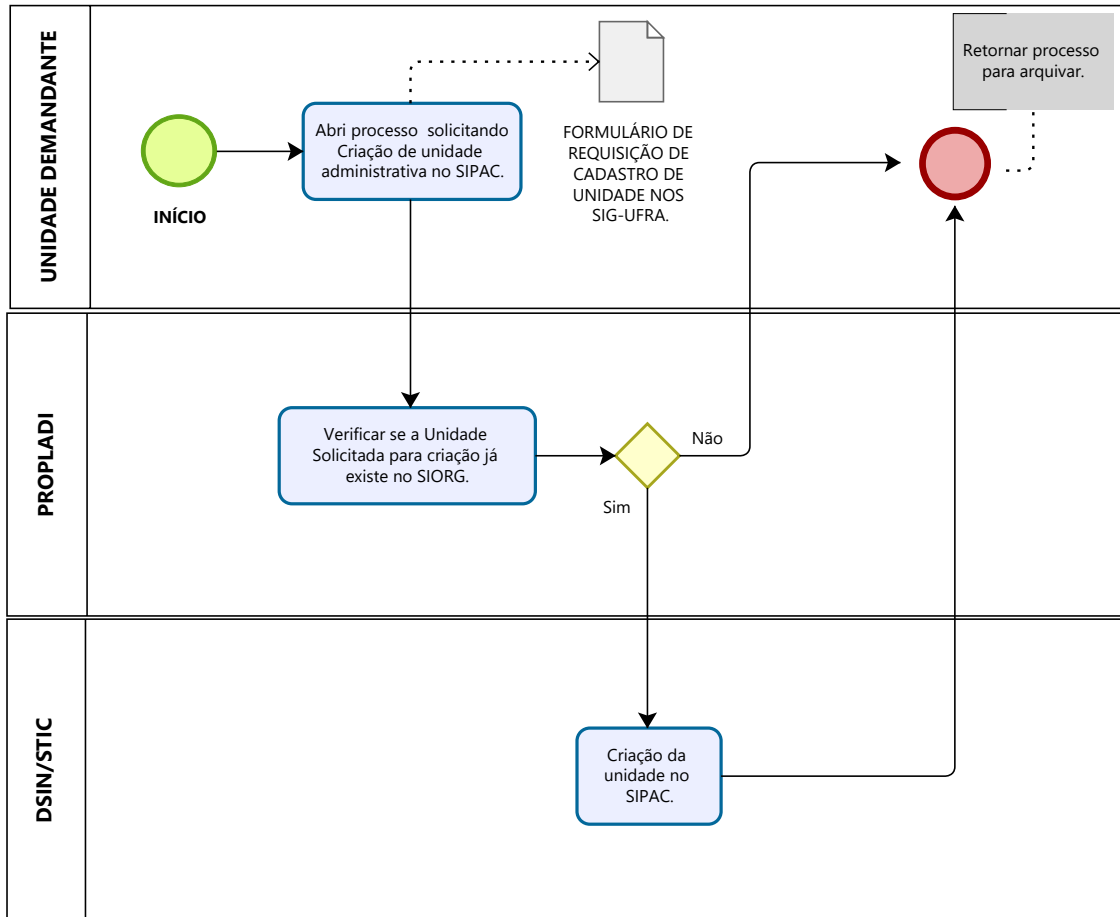 UNIDADE DEMANDANTE
INÍCIO
Abri processo  solicitando
Criação de unidade
administrativa no SIPAC.
FORMULÁRIO DE
REQUISIÇÃO DE
CADASTRO DE
UNIDADE NOS
SIG-UFRA.
Retornar processo
para arquivar.
PROPLADI
Verificar se a Unidade
Solicitada para criação já
existe no SIORG.
Não
Sim
DSIN/STIC
Criação da
unidade no
SIPAC.